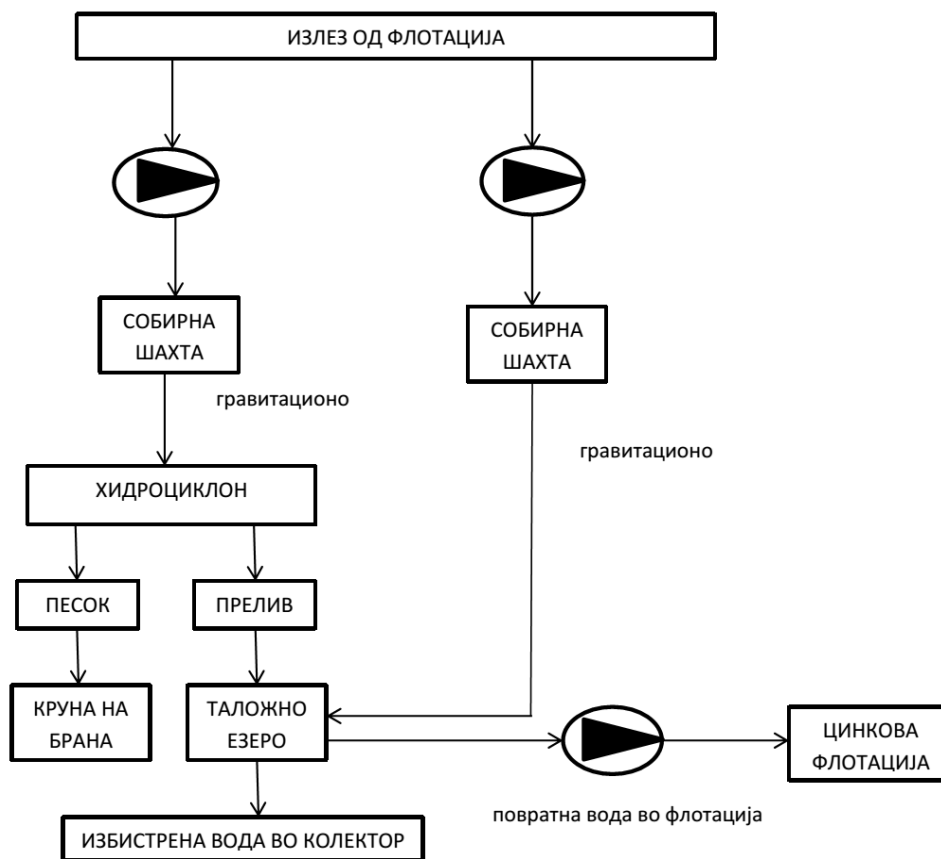 ИЗЛЕЗ ОД ФЛОТАЦИЈА
СОБИРНА
ШАХТА
СОБИРНА
ШАХТА
гравитационо
гравитационо
ХИДРОЦИКЛОН
ПЕСОК
ПРЕЛИВ
КРУНА НА
БРАНА
ТАЛОЖНО
ЕЗЕРО
ЦИНКОВА
ФЛОТАЦИЈА
повратна вода во флотација
ИЗБИСТРЕНА ВОДА ВО КОЛЕКТОР